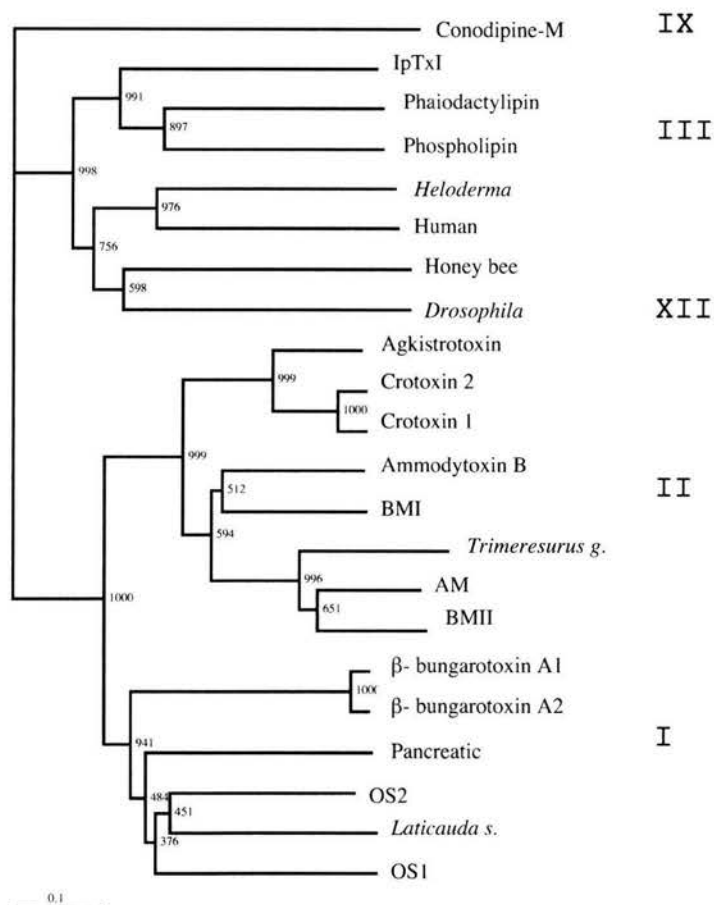 Conodipine-M IX
IpTxI
991
Phaiodactylipin
897
III
Phospholipin
998
Heloderma
976
Human
756
Honey bee
598
Drosophila XII
Agkistrotoxin
999
Crotoxin 2
1000
Crotoxin 1
999
Ammodytoxin B
512
II
BMI
594
Trimeresurus g.
996
AM
1000
651
BMII
β- bungarotoxin A1
1000
β- bungarotoxin A2
I
941
Pancreatic
484
OS2
451
Laticauda s.
376
OS1
0.1